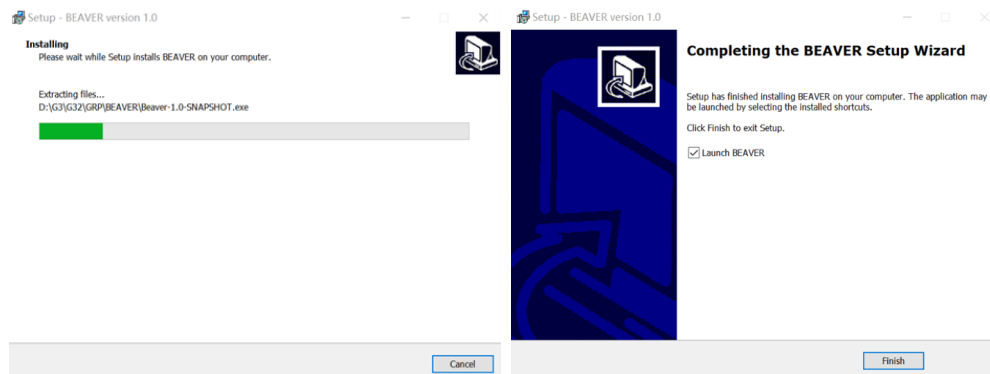 Setup - BEAVER version 1.0
Installing
Please wait while Setup installs BEAVER on your computer.
Extracting files...
D:\G3\G32\GRP\BEAVER\Beaver-1.0-SNAPSHOT.exe
Cancel
Setup - BEAVER version 1.0
Completing the BEAVER Setup Wizard
Setup has finished installing BEAVER on your computer. The application may
be launched by selecting the installed shortcuts.
Click Finish to exit Setup.
Launch BEAVER
Finish